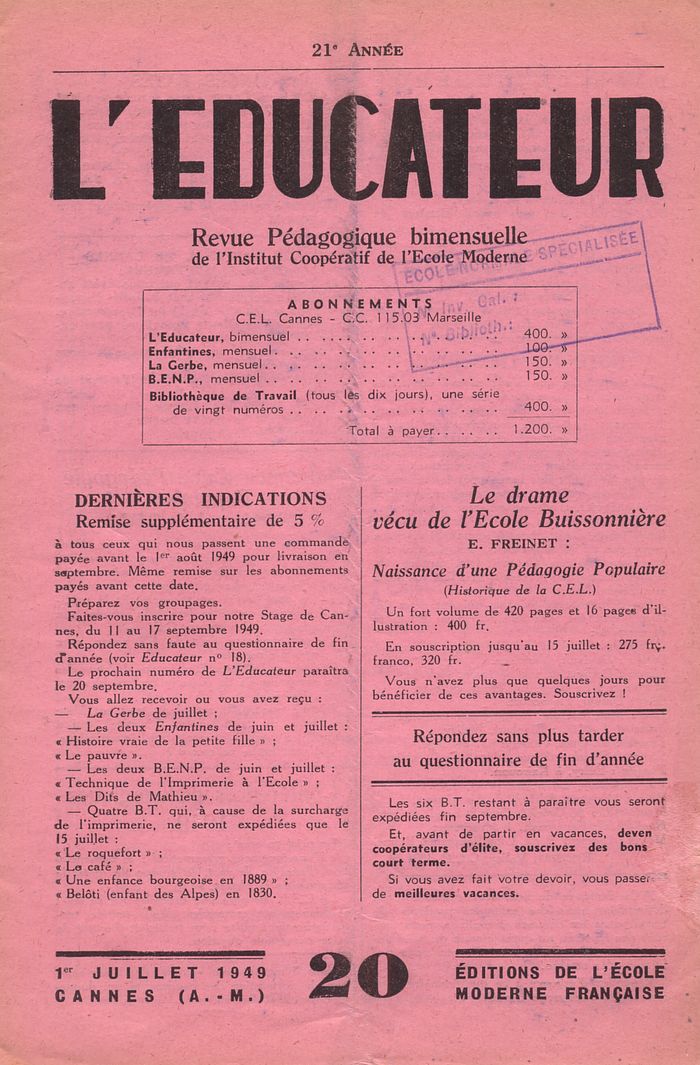 21e ANNÉE
L'EDUCATEUR
Revue Pédagogique bimensuelle
de l'Institut Coopératif de l'Ecole Moderne
ÉCOLE NORMALE SPÉCIALISÉE
N° Inv. Cal. :
N° Biblioth. :
ABONNEMENTS
C.E.L. Cannes - C.C. 115.03 Marseille
L'Educateur, bimensuel . . . . . . . . . . . . . . . 400. »
Enfantines, mensuel. . . . . . . . . . . . . . . . 100. »
La Gerbe, mensuel. . . . . . . . . . . . . . . . . 150. »
B.E.N.P., mensuel . . . . . . . . . . . . . . . . . 150. »
Bibliothèque de Travail (tous les dix jours), une série
de vingt numéros . . . . . . . . . . . . . . . 400. »
Total à payer. . . . . . 1.200. »
DERNIÈRES INDICATIONS
Remise supplémentaire de 5 %
à tous ceux qui nous passent une commande
payée avant le 1er août 1949 pour livraison en
septembre. Même remise sur les abonnements
payés avant cette date.
Préparez vos groupages.
Faites-vous inscrire pour notre Stage de Can-
nes, du 11 au 17 septembre 1949.
Répondez sans faute au questionnaire de fin
d'année (voir Educateur n° 18).
Le prochain numéro de L'Educateur paraîtra
le 20 septembre.
Vous allez recevoir ou vous avez reçu :
— La Gerbe de juillet ;
— Les deux Enfantines de juin et juillet :
« Histoire vraie de la petite fille » ;
« Le pauvre ».
— Les deux B.E.N.P. de juin et juillet :
« Technique de l'Imprimerie à l'Ecole » ;
« Les Dits de Mathieu ».
— Quatre B.T. qui, à cause de la surcharge
de l'imprimerie, ne seront expédiées que le
15 juillet :
« Le roquefort » ;
« Le café » ;
« Une enfance bourgeoise en 1889 » ;
« Belôti (enfant des Alpes) en 1830.
Le drame
vécu de l'Ecole Buissonnière
E. FREINET :
Naissance d'une Pédagogie Populaire
(Historique de la C.E.L.)
Un fort volume de 420 pages et 16 pages d'il-
lustration : 400 fr.
En souscription jusqu'au 15 juillet : 275 fr.
franco, 320 fr.
Vous n'avez plus que quelques jours pour
bénéficier de ces avantages. Souscrivez !
Répondez sans plus tarder
au questionnaire de fin d'année
Les six B.T. restant à paraître vous seront
expédiées fin septembre.
Et, avant de partir en vacances, deven
coopérateurs d'élite, souscrivez des bons
court terme.
Si vous avez fait votre devoir, vous passer
de meilleures vacances.
1er JUILLET 1949
CANNES (A.-M.)
20
ÉDITIONS DE L'ÉCOLE
MODERNE FRANÇAISE